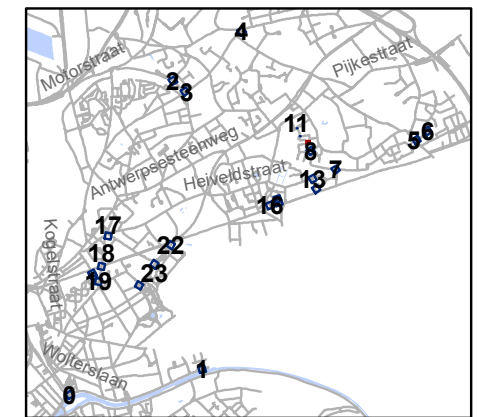 4
Motorstraat
Pijkestraat
2
3
11
6
5
8
Antwerpsesteenweg
Heiveldstraat
7
13
16
17
Kogelstraat
22
18
23
19
Wolterslaan
1
0